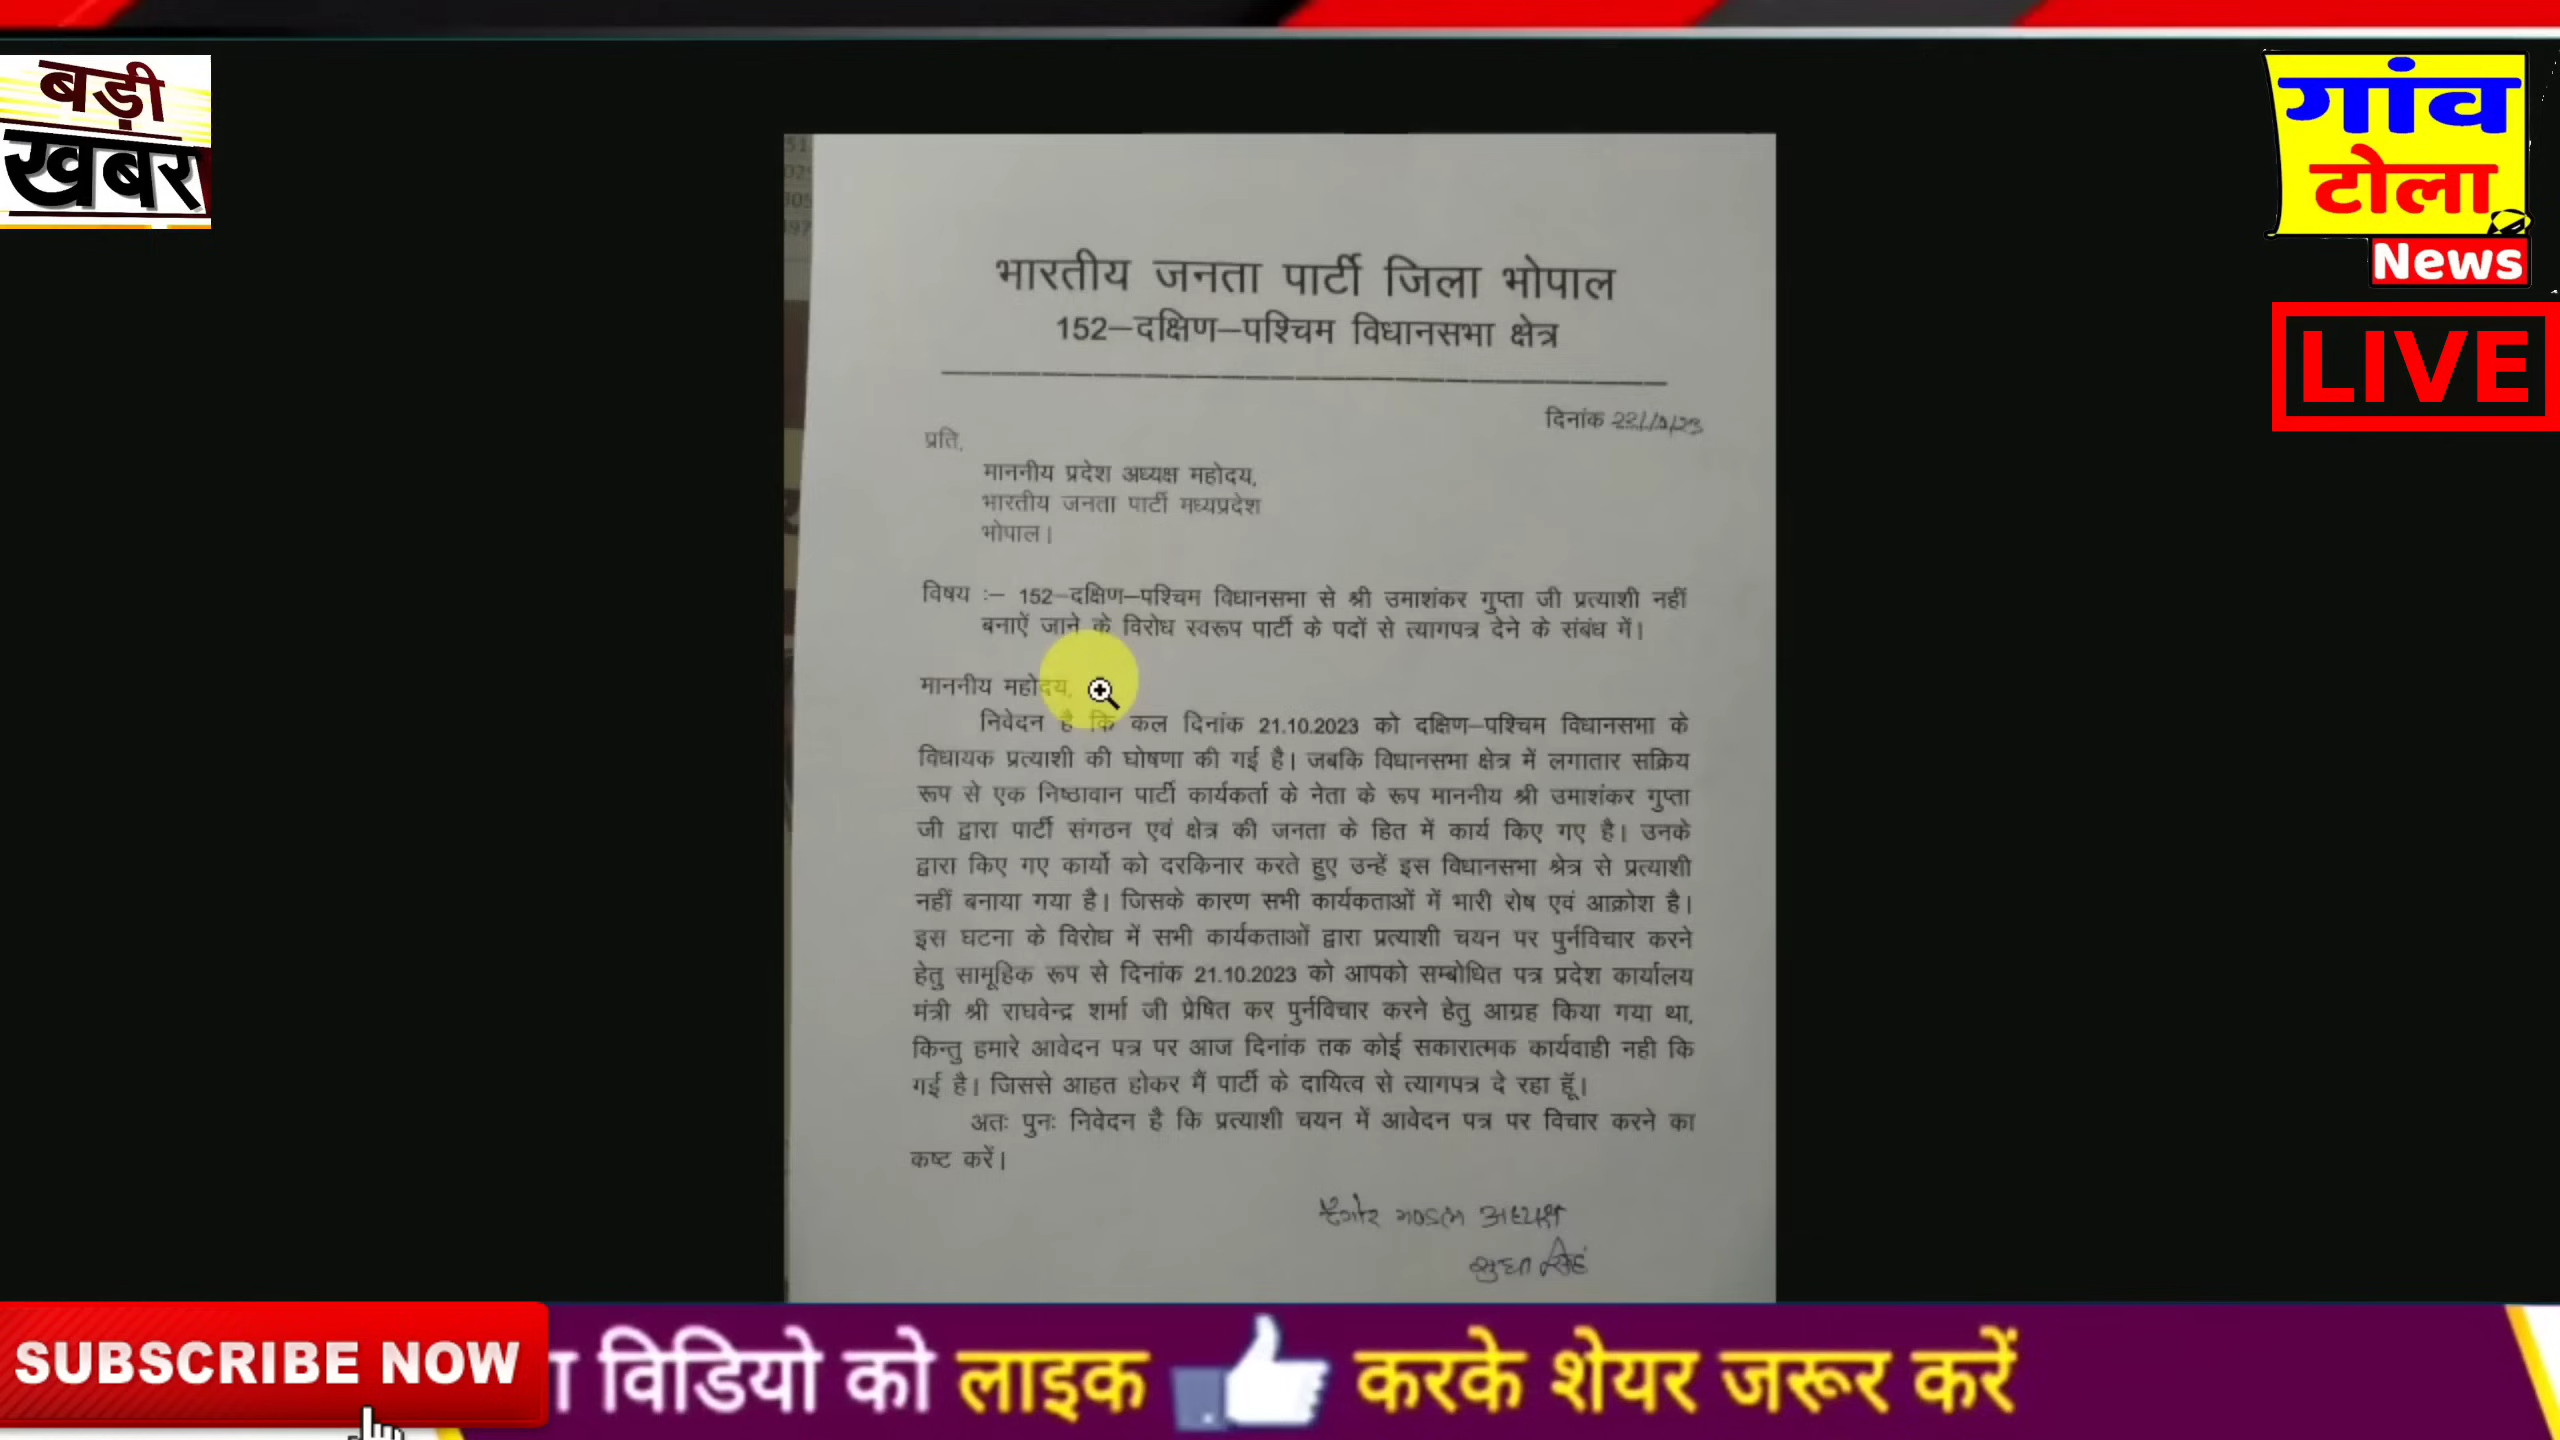 बड़ी
खबर
गांव
टोला
News
LIVE
भारतीय जनता पार्टी जिला भोपाल
152–दक्षिण–पश्चिम विधानसभा क्षेत्र
दिनांक 22/10/23
प्रति,
माननीय प्रदेश अध्यक्ष महोदय,
भारतीय जनता पार्टी मध्यप्रदेश
भोपाल।
विषय :– 152–दक्षिण–पश्चिम विधानसभा से श्री उमाशंकर गुप्ता जी प्रत्याशी नहीं
बनाऐं जाने के विरोध स्वरूप पार्टी के पदों से त्यागपत्र देने के संबंध में।
माननीय महोदय,
निवेदन है कि कल दिनांक 21.10.2023 को दक्षिण–पश्चिम विधानसभा के
विधायक प्रत्याशी की घोषणा की गई है। जबकि विधानसभा क्षेत्र में लगातार सक्रिय
रूप से एक निष्ठावान पार्टी कार्यकर्ता के नेता के रूप माननीय श्री उमाशंकर गुप्ता
जी द्वारा पार्टी संगठन एवं क्षेत्र की जनता के हित में कार्य किए गए है। उनके
द्वारा किए गए कार्यो को दरकिनार करते हुए उन्हें इस विधानसभा श्रेत्र से प्रत्याशी
नहीं बनाया गया है। जिसके कारण सभी कार्यकताओं में भारी रोष एवं आक्रोश है।
इस घटना के विरोध में सभी कार्यकताओं द्वारा प्रत्याशी चयन पर पुर्नविचार करने
हेतु सामूहिक रूप से दिनांक 21.10.2023 को आपको सम्बोधित पत्र प्रदेश कार्यालय
मंत्री श्री राघवेन्द्र शर्मा जी प्रेषित कर पुर्नविचार करने हेतु आग्रह किया गया था,
किन्तु हमारे आवेदन पत्र पर आज दिनांक तक कोई सकारात्मक कार्यवाही नही कि
गई है। जिससे आहत होकर मैं पार्टी के दायित्व से त्यागपत्र दे रहा हूॅं।
अतः पुनः निवेदन है कि प्रत्याशी चयन में आवेदन पत्र पर विचार करने का
कष्ट करें।
मण्डल अध्यक्ष
सुधा सिंह
SUBSCRIBE NOW
विडियो को लाइक करके शेयर जरूर करें